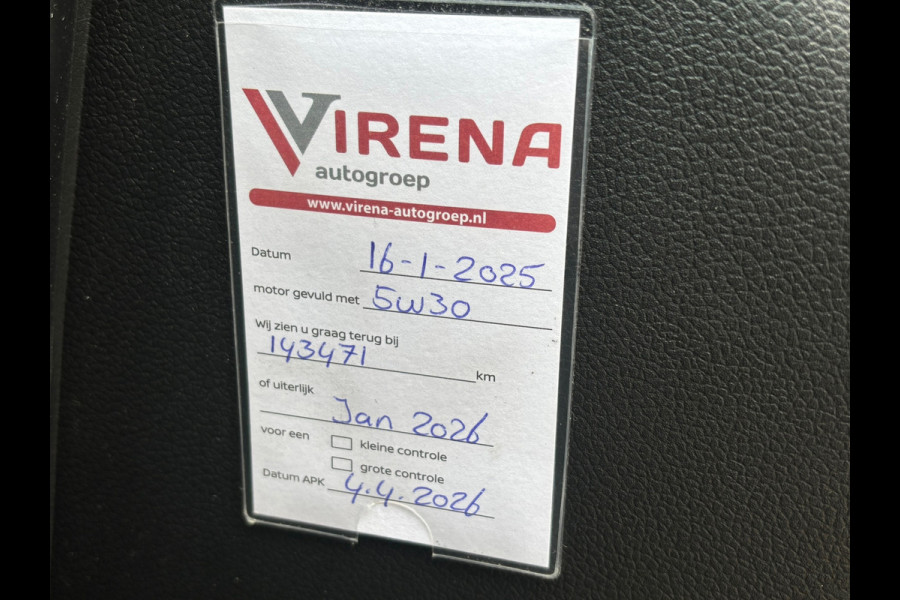 VIRENA
autogroep
www.virena-autogroep.nl
Datum 16-1-2025
motor gevuld met 5W30
Wij zien u graag terug bij
143471 km
of uiterlijk
Jan 2026
voor een kleine controle
grote controle
Datum APK 4.4.2026